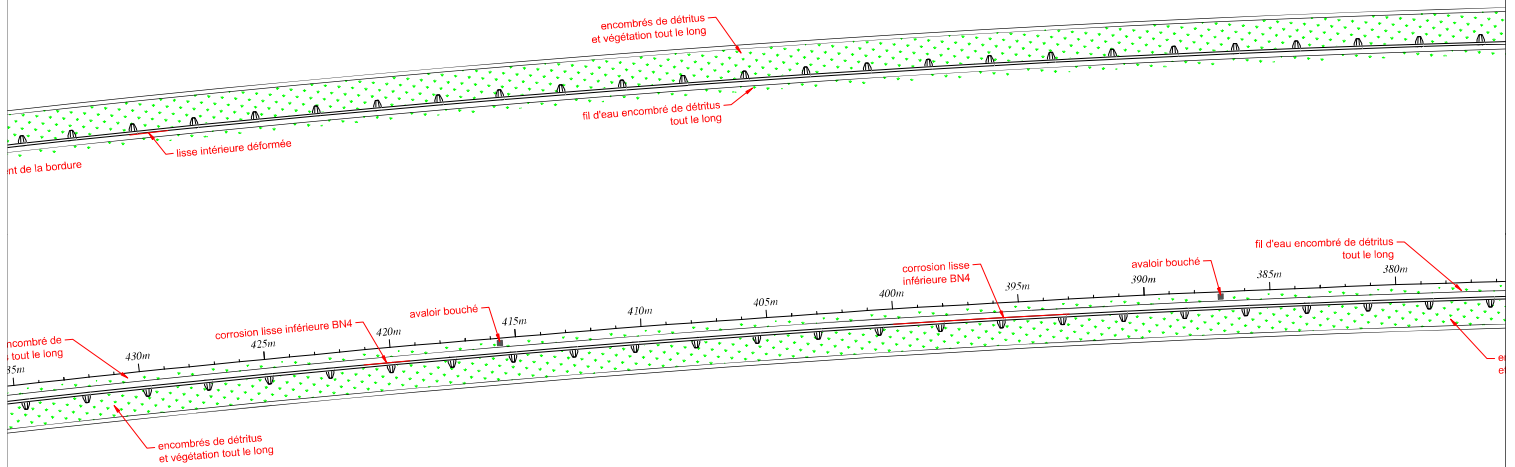 encombrés de détritus
et végétation tout le long
fil d'eau encombré de détritus
tout le long
lisse intérieure déformée
nt de la bordure
fil d'eau encombré de détritus
tout le long
corrosion lisse
inférieure BN4
avaloir bouché
380m
385m
390m
395m
400m
405m
410m
415m
avaloir bouché
corrosion lisse inférieure BN4
420m
425m
430m
35m
ncombré de
tout le long
encombrés de détritus
et végétation tout le long